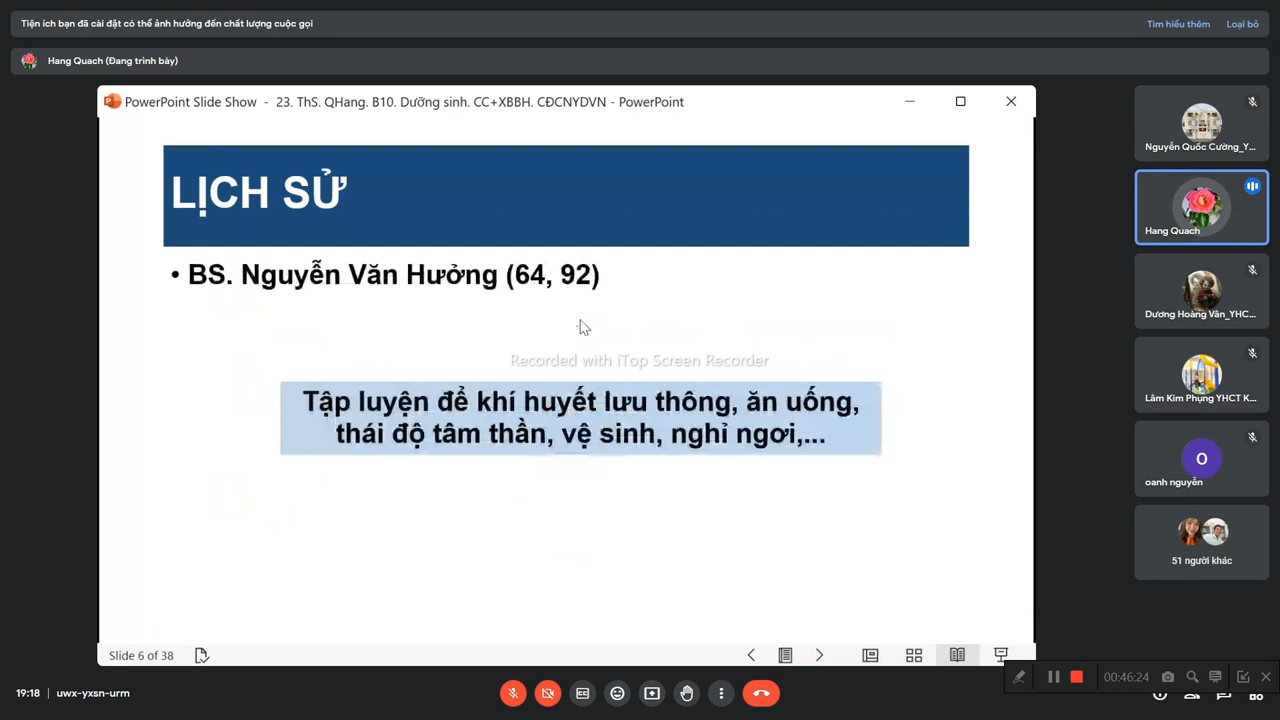 Tiện ích bạn đã cài đặt có thể ảnh hưởng đến chất lượng cuộc gọi
Tìm hiểu thêm
Loại bỏ
Hang Quach (Đang trình bày)
PowerPoint Slide Show - 23. ThS. QHang. B10. Dưỡng sinh. CC+XBBH. CĐCNYDVN - PowerPoint
LỊCH SỬ
• BS. Nguyễn Văn Hưởng (64, 92)
Recorded with iTop Screen Recorder
Tập luyện để khí huyết lưu thông, ăn uống,
thái độ tâm thần, vệ sinh, nghỉ ngơi,...
Slide 6 of 38
Nguyễn Quốc Cường_Y...
Hang Quach
Dương Hoàng Văn_YHC...
Lâm Kim Phụng YHCT K...
O
oanh nguyễn
51 người khác
19:18
uwx-yxsn-urm
00:46:24